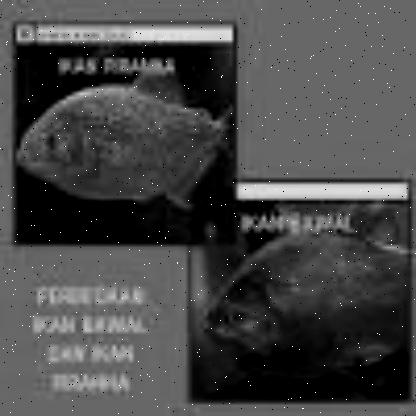 IKAN PIRANHA
IKAN BAWAL
PERBEDAAN
IKAN BAWAL
DAN IKAN
PIRANHA